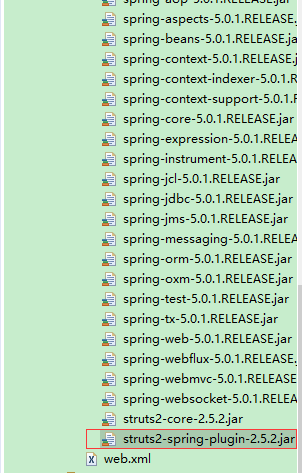 spring-aop-5.0.1.RELEASE.jar
spring-aspects-5.0.1.RELEASE.jar
spring-beans-5.0.1.RELEASE.jar
spring-context-5.0.1.RELEASE.j
spring-context-indexer-5.0.1.RE
spring-context-support-5.0.1.RE
spring-core-5.0.1.RELEASE.jar
spring-expression-5.0.1.RELEASE
spring-instrument-5.0.1.RELEASE
spring-jcl-5.0.1.RELEASE.jar
spring-jdbc-5.0.1.RELEASE.jar
spring-jms-5.0.1.RELEASE.jar
spring-messaging-5.0.1.RELEASE
spring-orm-5.0.1.RELEASE.jar
spring-oxm-5.0.1.RELEASE.jar
spring-test-5.0.1.RELEASE.jar
spring-tx-5.0.1.RELEASE.jar
spring-web-5.0.1.RELEASE.jar
spring-webflux-5.0.1.RELEASE.jar
spring-webmvc-5.0.1.RELEASE.ja
spring-websocket-5.0.1.RELEASE
struts2-core-2.5.2.jar
struts2-spring-plugin-2.5.2.jar
web.xml